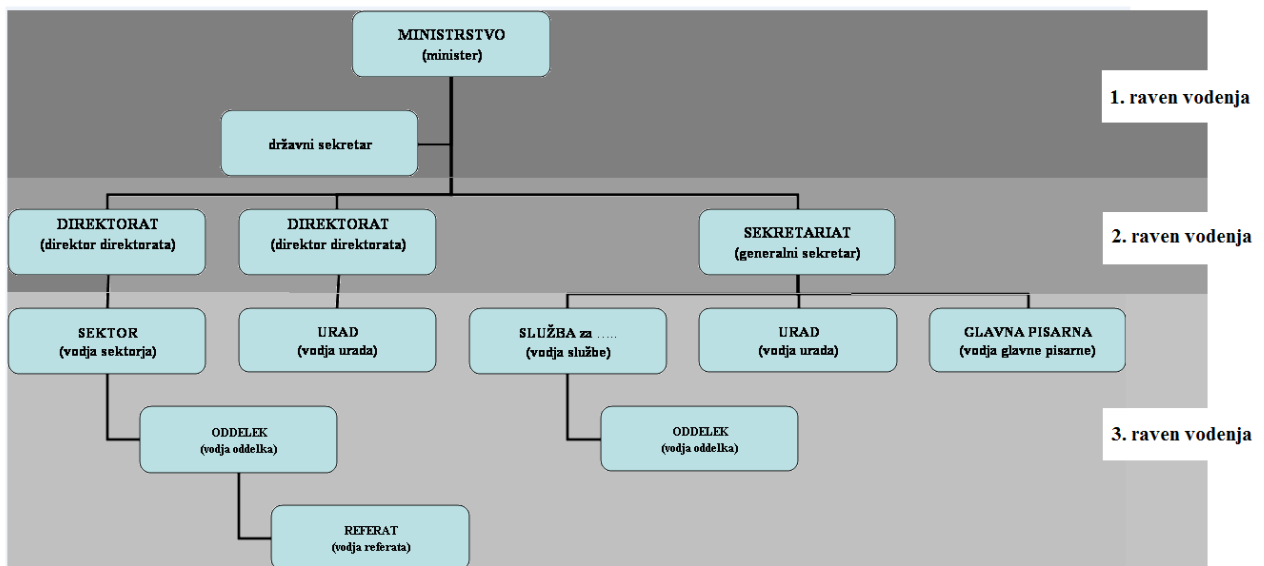 MINISTRSTVO
(minister)
1. raven vodenja
državni sekretar
DIREKTORAT
(direktor direktorata)
DIREKTORAT
(direktor direktorata)
SEKRETARIAT
(generalni sekretar)
2. raven vodenja
SEKTOR
(vodja sektorja)
URAD
(vodja urada)
SLUŽBA za .....
(vodja službe)
URAD
(vodja urada)
GLAVNA PISARNA
(vodja glavne pisarne)
ODDELEK
(vodja oddelka)
ODDELEK
(vodja oddelka)
3. raven vodenja
REFERAT
(vodja referata)